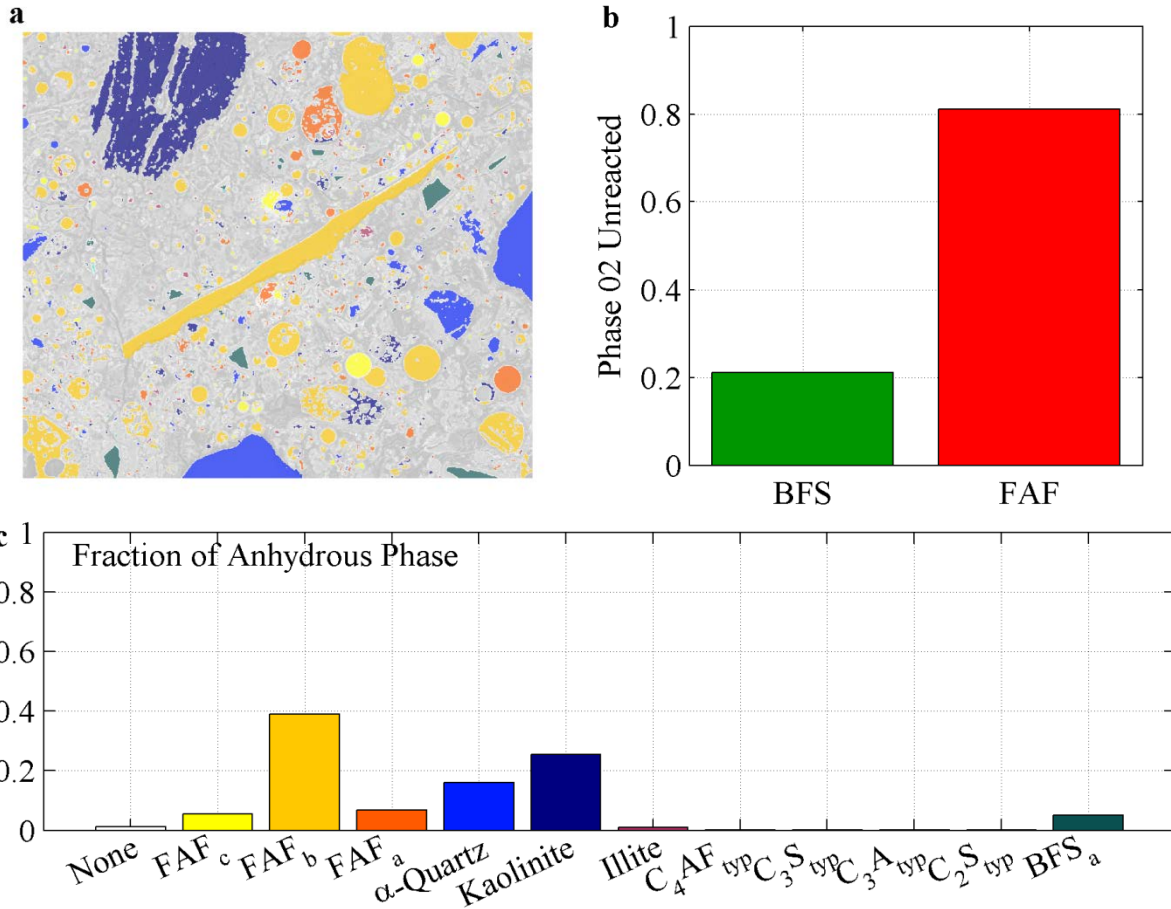 a
b
1
0.8
0.6
0.4
0.2
0
Phase 02 Unreacted
BFS
FAF
c
1
0.8
0.6
0.4
0.2
0
Fraction of Anhydrous Phase
None
FAF c
FAF b
FAF a
α-Quartz
Kaolinite
Illite
C4AF typ
C3S typ
C3A typ
C2S typ
BFS a